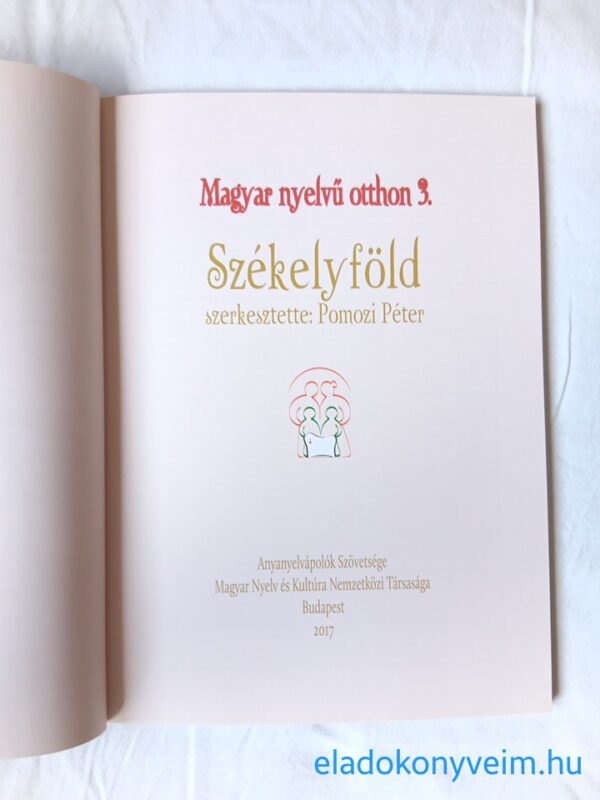 Magyar nyelvű otthon 3.
Székelyföld
szerkesztette: Pomozi Péter
Anyanyelvápolók Szövetsége
Magyar Nyelv és Kultúra Nemzetközi Társasága
Budapest
2017
eladokonyveim.hu